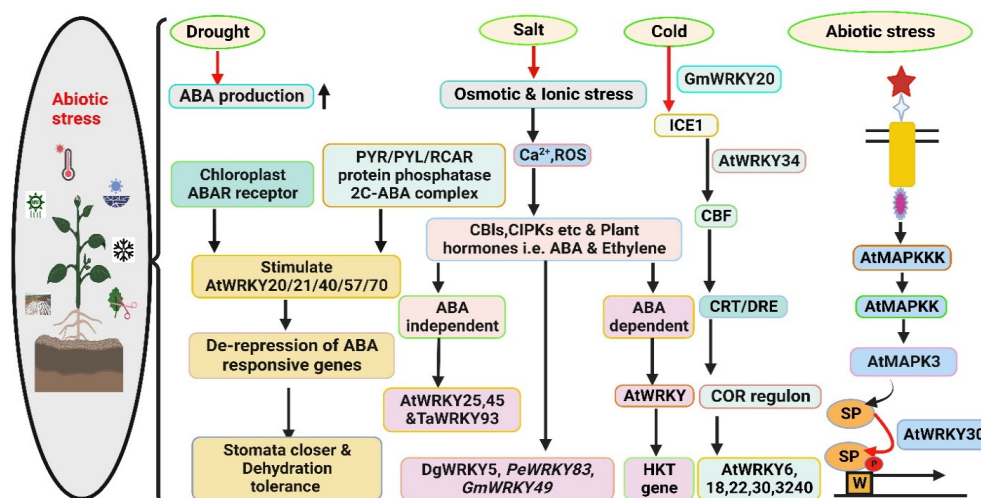 Abiotic
stress
UV
Drought
ABA production
Chloroplast
ABAR receptor
PYR/PYL/RCAR
protein phosphatase
2C-ABA complex
Stimulate
AtWRKY20/21/40/57/70
De-repression of ABA
responsive genes
Stomata closer &
Dehydration
tolerance
Salt
Osmotic & Ionic stress
Ca²⁺,ROS
CBls,CIPKs etc & Plant
hormones i.e. ABA & Ethylene
ABA
independent
AtWRKY25,45
&TaWRKY93
DgWRKY5, PeWRKY83,
GmWRKY49
ABA
dependent
AtWRKY
HKT
gene
Cold
GmWRKY20
ICE1
AtWRKY34
CBF
CRT/DRE
COR regulon
AtWRKY6,
18,22,30,3240
Abiotic stress
AtMAPKKK
AtMAPKK
AtMAPK3
SP
AtWRKY30
SP
P
W